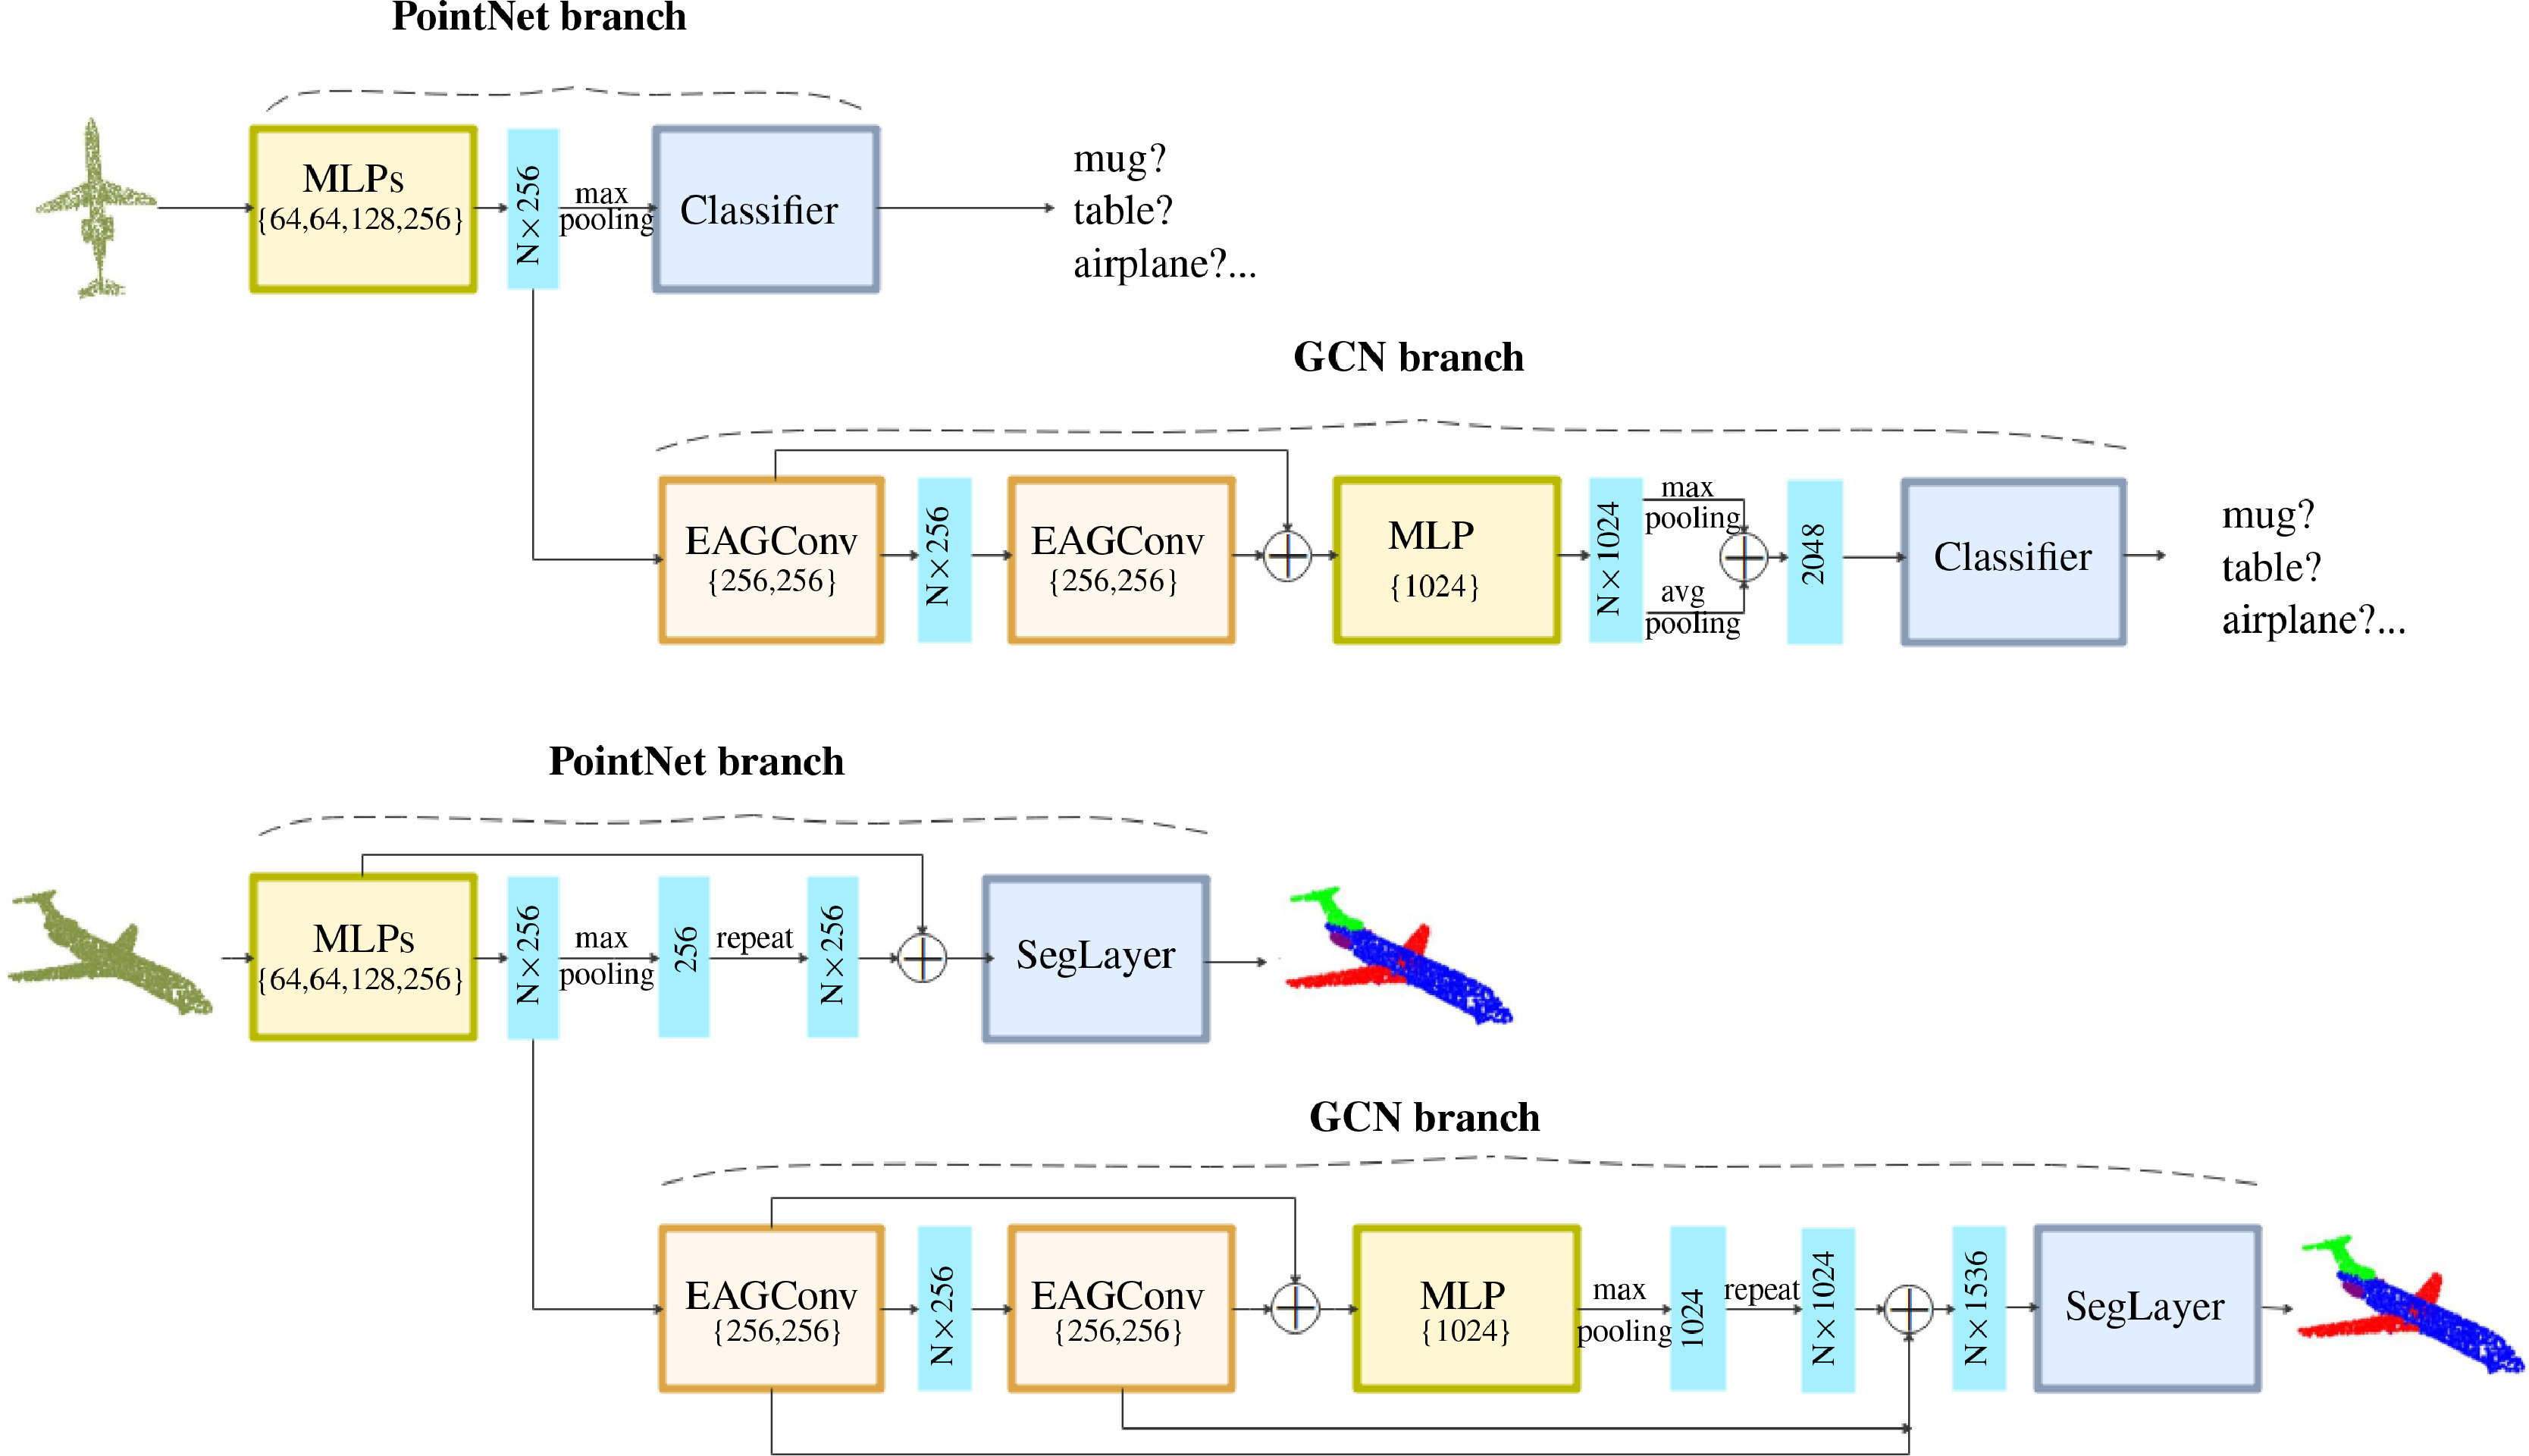 PointNet branch
MLPs
{64,64,128,256}
N×256
max
pooling
Classifier
mug?
table?
airplane?...
GCN branch
EAGConv
{256,256}
N×256
EAGConv
{256,256}
MLP
{1024}
N×1024
max
pooling
avg
pooling
2048
Classifier
mug?
table?
airplane?...
PointNet branch
MLPs
{64,64,128,256}
N×256
max
pooling
256
repeat
N×256
SegLayer
GCN branch
EAGConv
{256,256}
N×256
EAGConv
{256,256}
MLP
{1024}
max
pooling
1024
repeat
N×1024
N×1536
SegLayer